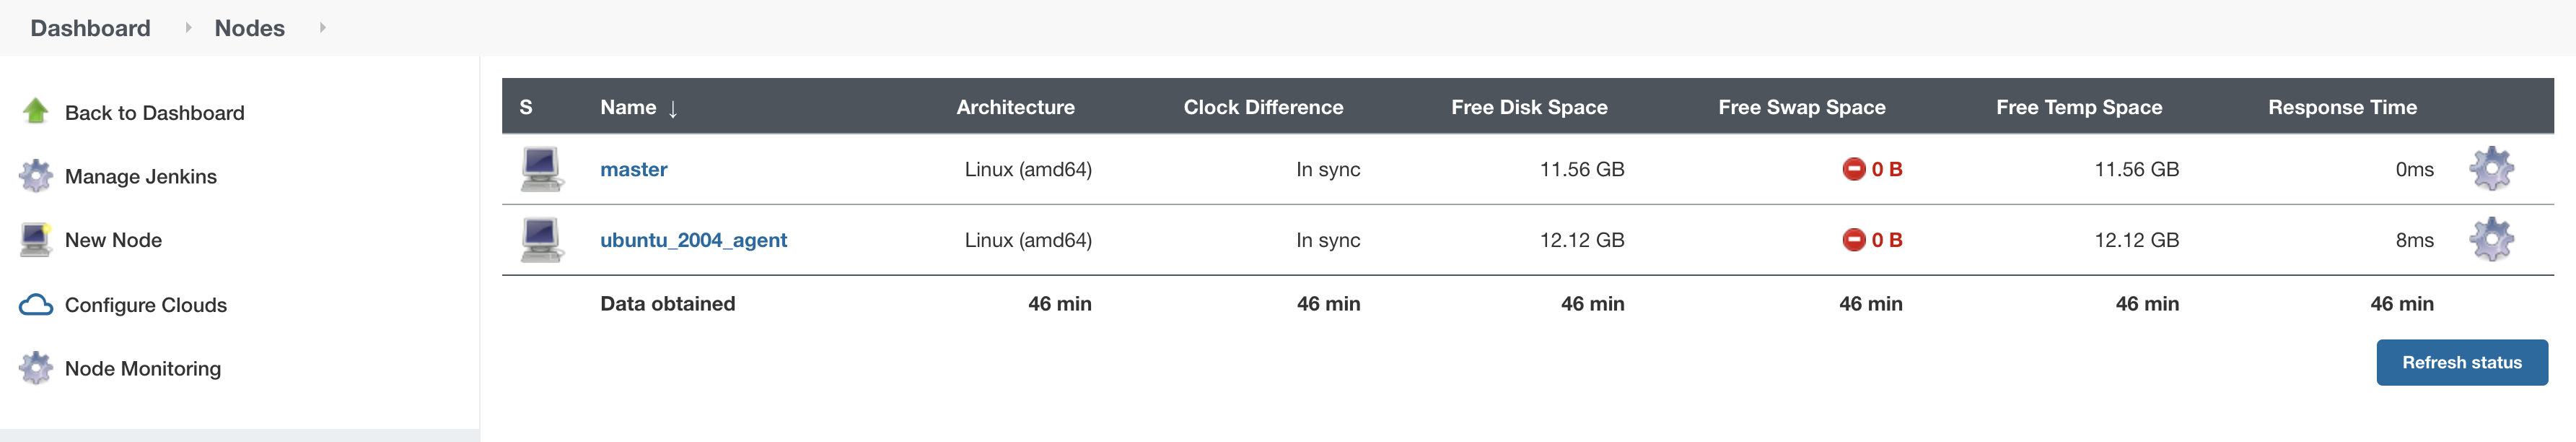 Dashboard Nodes
Back to Dashboard
Manage Jenkins
New Node
Configure Clouds
Node Monitoring
S Name ↓ Architecture Clock Difference Free Disk Space Free Swap Space Free Temp Space Response Time
master Linux (amd64) In sync 11.56 GB 0 B 11.56 GB 0ms
ubuntu_2004_agent Linux (amd64) In sync 12.12 GB 0 B 12.12 GB 8ms
Data obtained 46 min 46 min 46 min 46 min 46 min 46 min
Refresh status